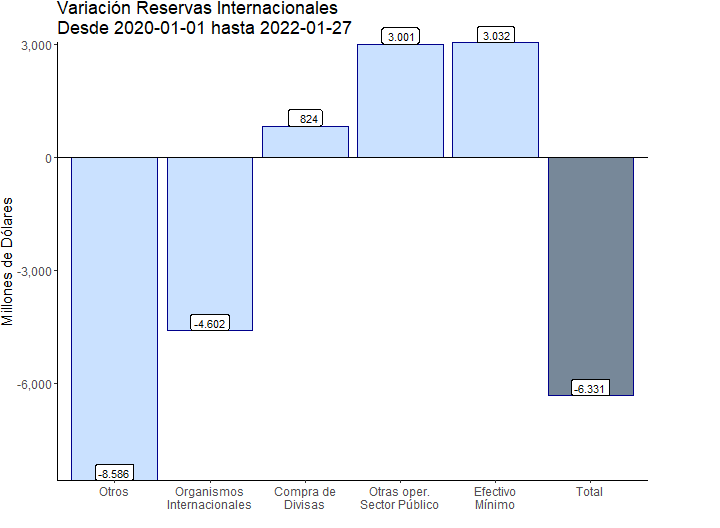 Variación Reservas Internacionales
Desde 2020-01-01 hasta 2022-01-27
Millones de Dólares
3,000
0
-3,000
-6,000
-8.586
-4.602
824
3.001
3.032
-6.331
Otros
Organismos
Internacionales
Compra de
Divisas
Otras oper.
Sector Público
Efectivo
Mínimo
Total